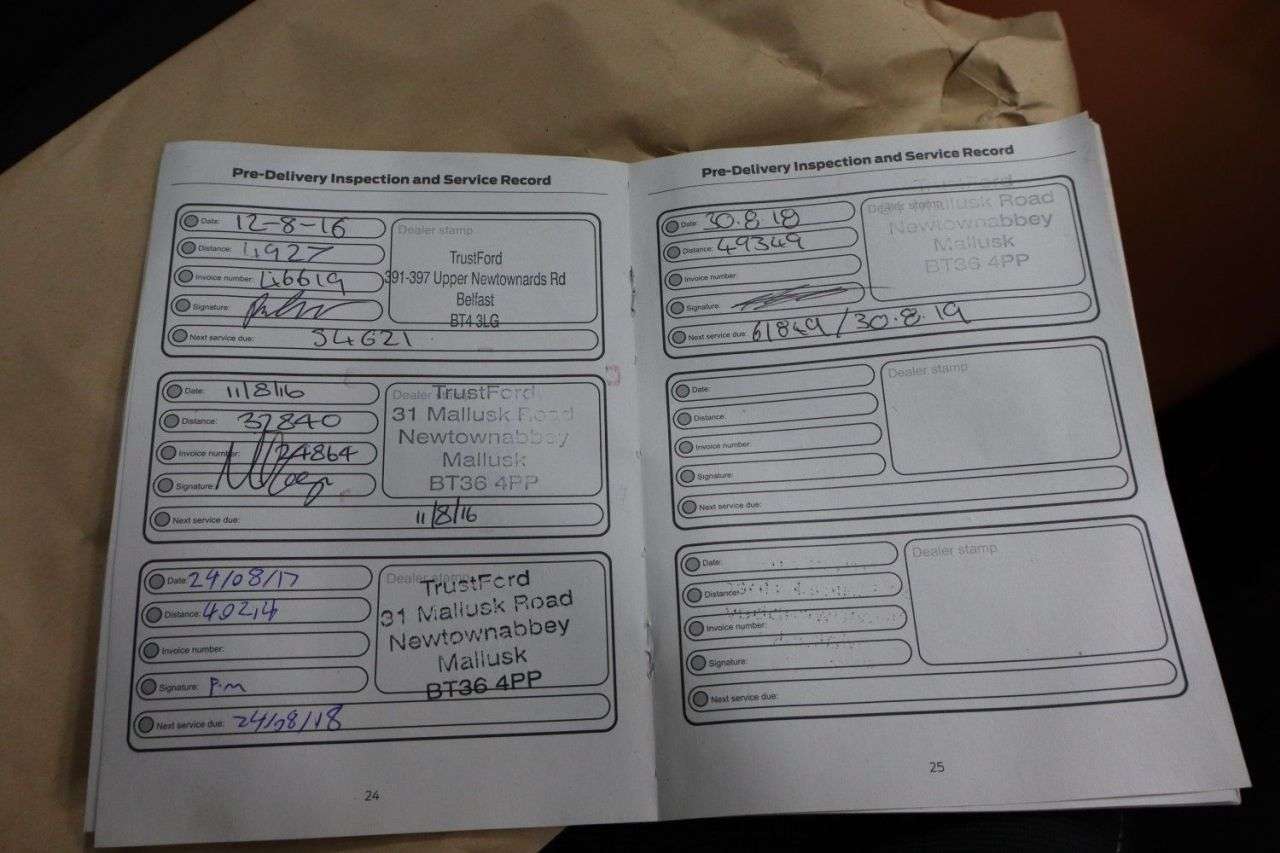 Pre-Delivery Inspection and Service Record
Date: 12-8-16
Distance: 4927
Invoice number: 46619
Signature:
Next service due: 34621
Dealer stamp
TrustFord
391-397 Upper Newtownards Rd
Belfast
BT4 3LG
Date: 11/8/16
Distance: 32840
Invoice number: 24864
Signature:
Next service due: 11/8/16
Dealer stamp
TrustFord
31 Mallusk Road
Newtownabbey
Mallusk
BT36 4PP
Date: 24/08/17
Distance: 40214
Invoice number:
Signature: P.m
Next service due: 24/08/18
Dealer stamp
TrustFord
31 Mallusk Road
Newtownabbey
Mallusk
BT36 4PP
24
Pre-Delivery Inspection and Service Record
Date: 30.8.18
Distance: 49349
Invoice number:
Signature:
Next service due: 61849/30.8.19
Dealer stamp
Mallusk Road
Newtownabbey
Mallusk
BT36 4PP
Date:
Distance:
Invoice number:
Signature:
Next service due:
Dealer stamp
Date:
Distance:
Invoice number:
Signature:
Next service due:
Dealer stamp
25